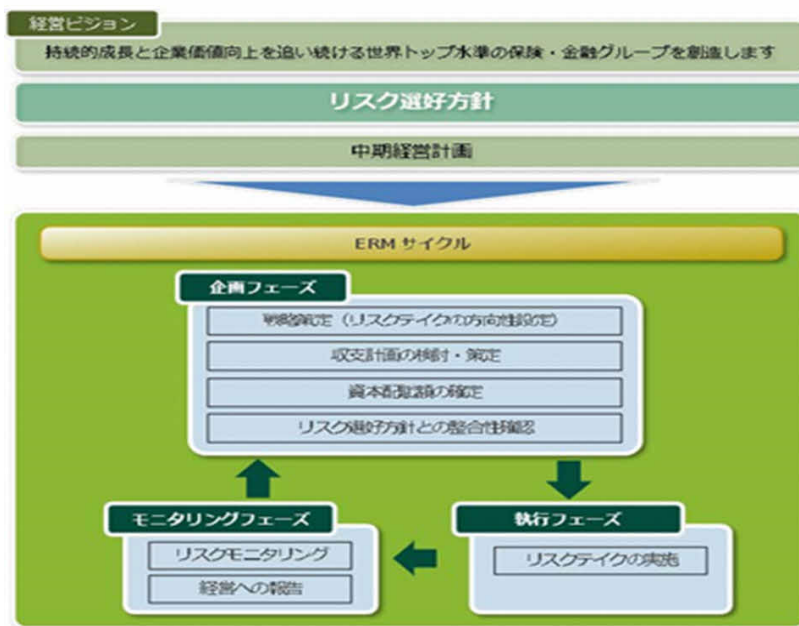 経営ビジョン
持続的成長と企業価値向上を追い続ける世界トップ水準の保険・金融グループを創造します
リスク選好方針
中期経営計画
ERM サイクル
企画フェーズ
戦略策定（リスクテイクの方向性設定）
収支計画の検討・策定
資本配賦額の確定
リスク選好方針との整合性確認
モニタリングフェーズ
リスクモニタリング
経営への報告
執行フェーズ
リスクテイクの実施